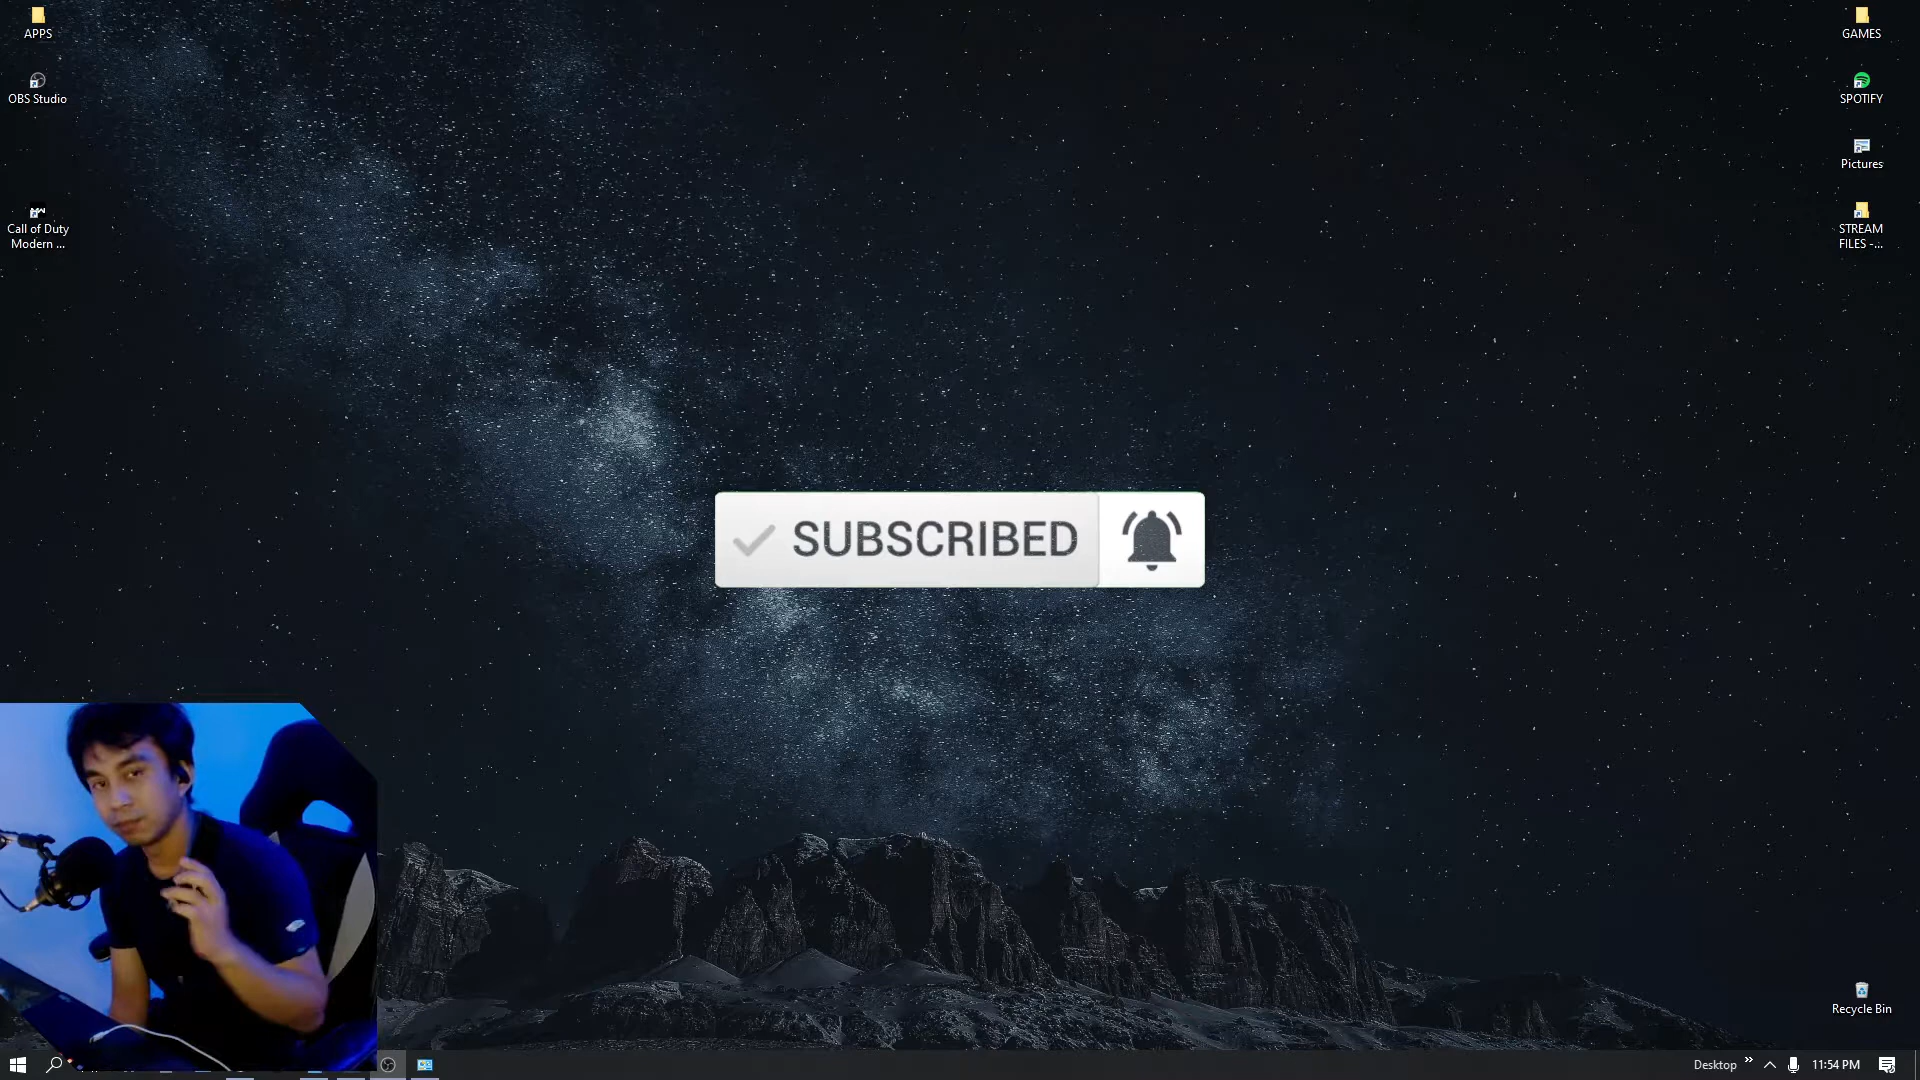 APPS
GAMES
OBS Studio
SPOTIFY
Pictures
Call of Duty
Modern ...
STREAM
FILES -...
SUBSCRIBED
Recycle Bin
Desktop
11:54 PM